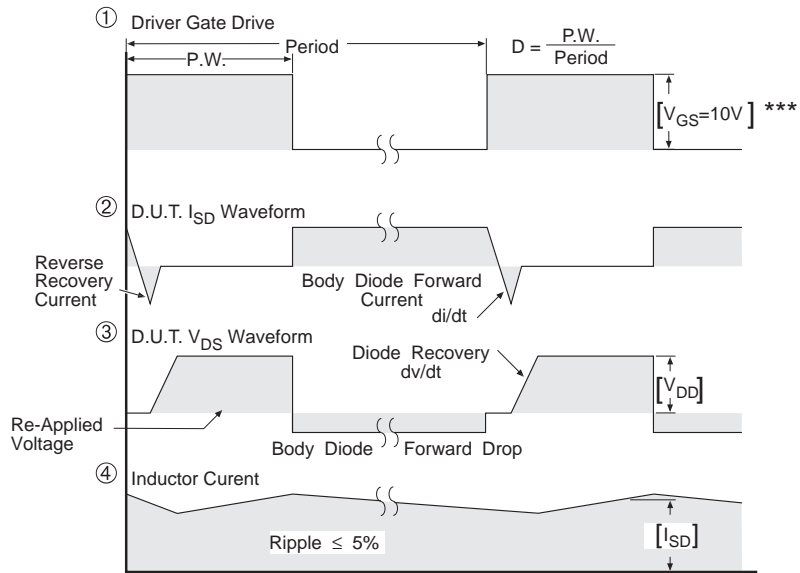 ① Driver Gate Drive
P.W.
Period
D = P.W.
Period
[VGS=10V] ***
② D.U.T. ISD Waveform
Reverse
Recovery
Current
Body Diode Forward
Current
di/dt
③ D.U.T. VDS Waveform
Diode Recovery
dv/dt
[VDD]
Re-Applied
Voltage
Body Diode Forward Drop
④ Inductor Curent
Ripple ≤ 5%
[ISD]